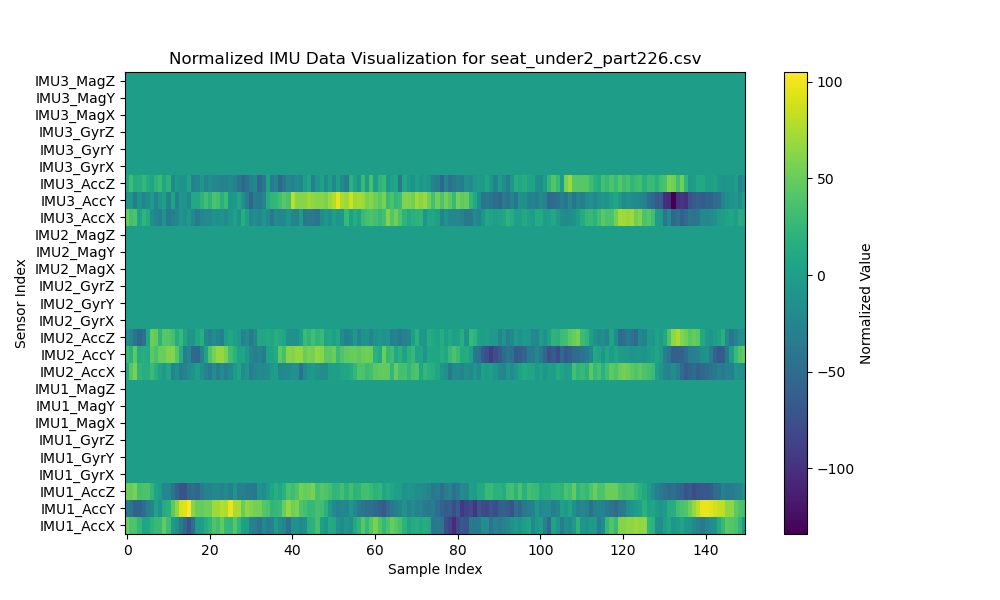 Normalized IMU Data Visualization for seat_under2_part226.csv
IMU3_MagZ
IMU3_MagY
IMU3_MagX
IMU3_GyrZ
IMU3_GyrY
IMU3_GyrX
IMU3_AccZ
IMU3_AccY
IMU3_AccX
IMU2_MagZ
IMU2_MagY
IMU2_MagX
IMU2_GyrZ
IMU2_GyrY
IMU2_GyrX
IMU2_AccZ
IMU2_AccY
IMU2_AccX
IMU1_MagZ
IMU1_MagY
IMU1_MagX
IMU1_GyrZ
IMU1_GyrY
IMU1_GyrX
IMU1_AccZ
IMU1_AccY
IMU1_AccX
Sensor Index
0 20 40 60 80 100 120 140
Sample Index
100
50
0
−50
−100
Normalized Value